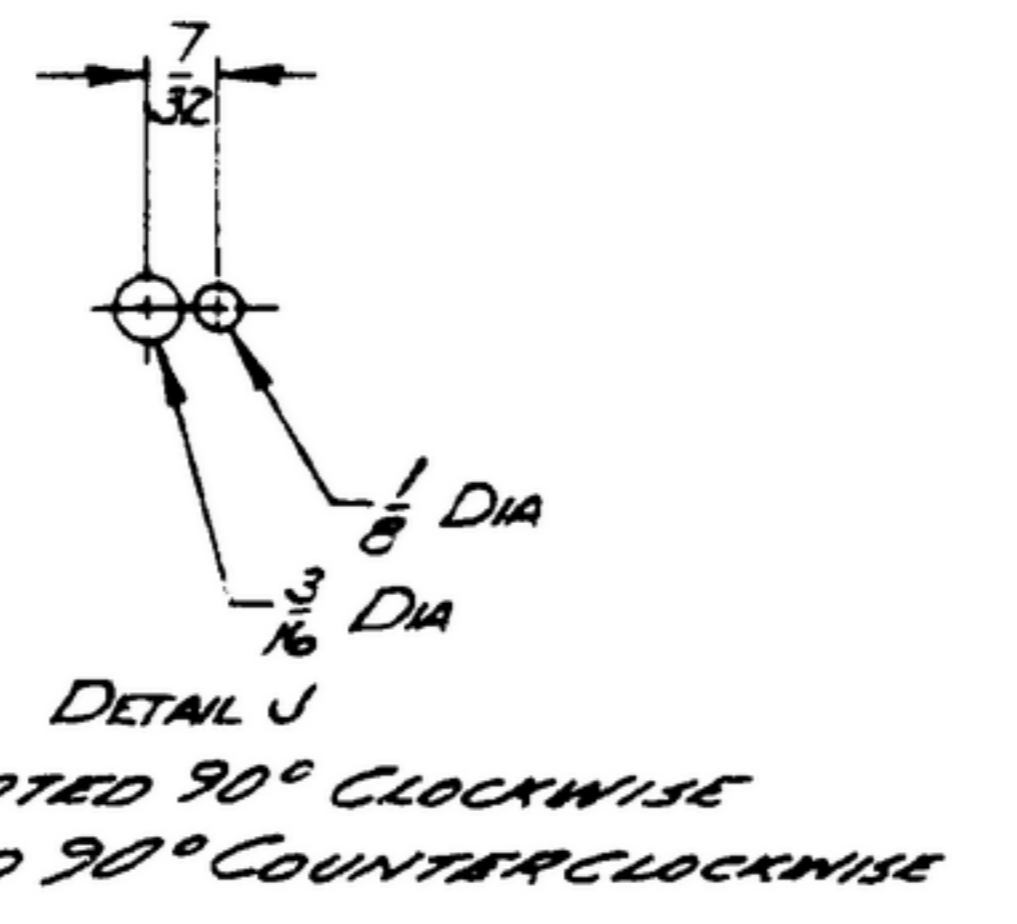 7/32
1/8 DIA
3/16 DIA
DETAIL J
90° CLOCKWISE
90° COUNTERCLOCKWISE